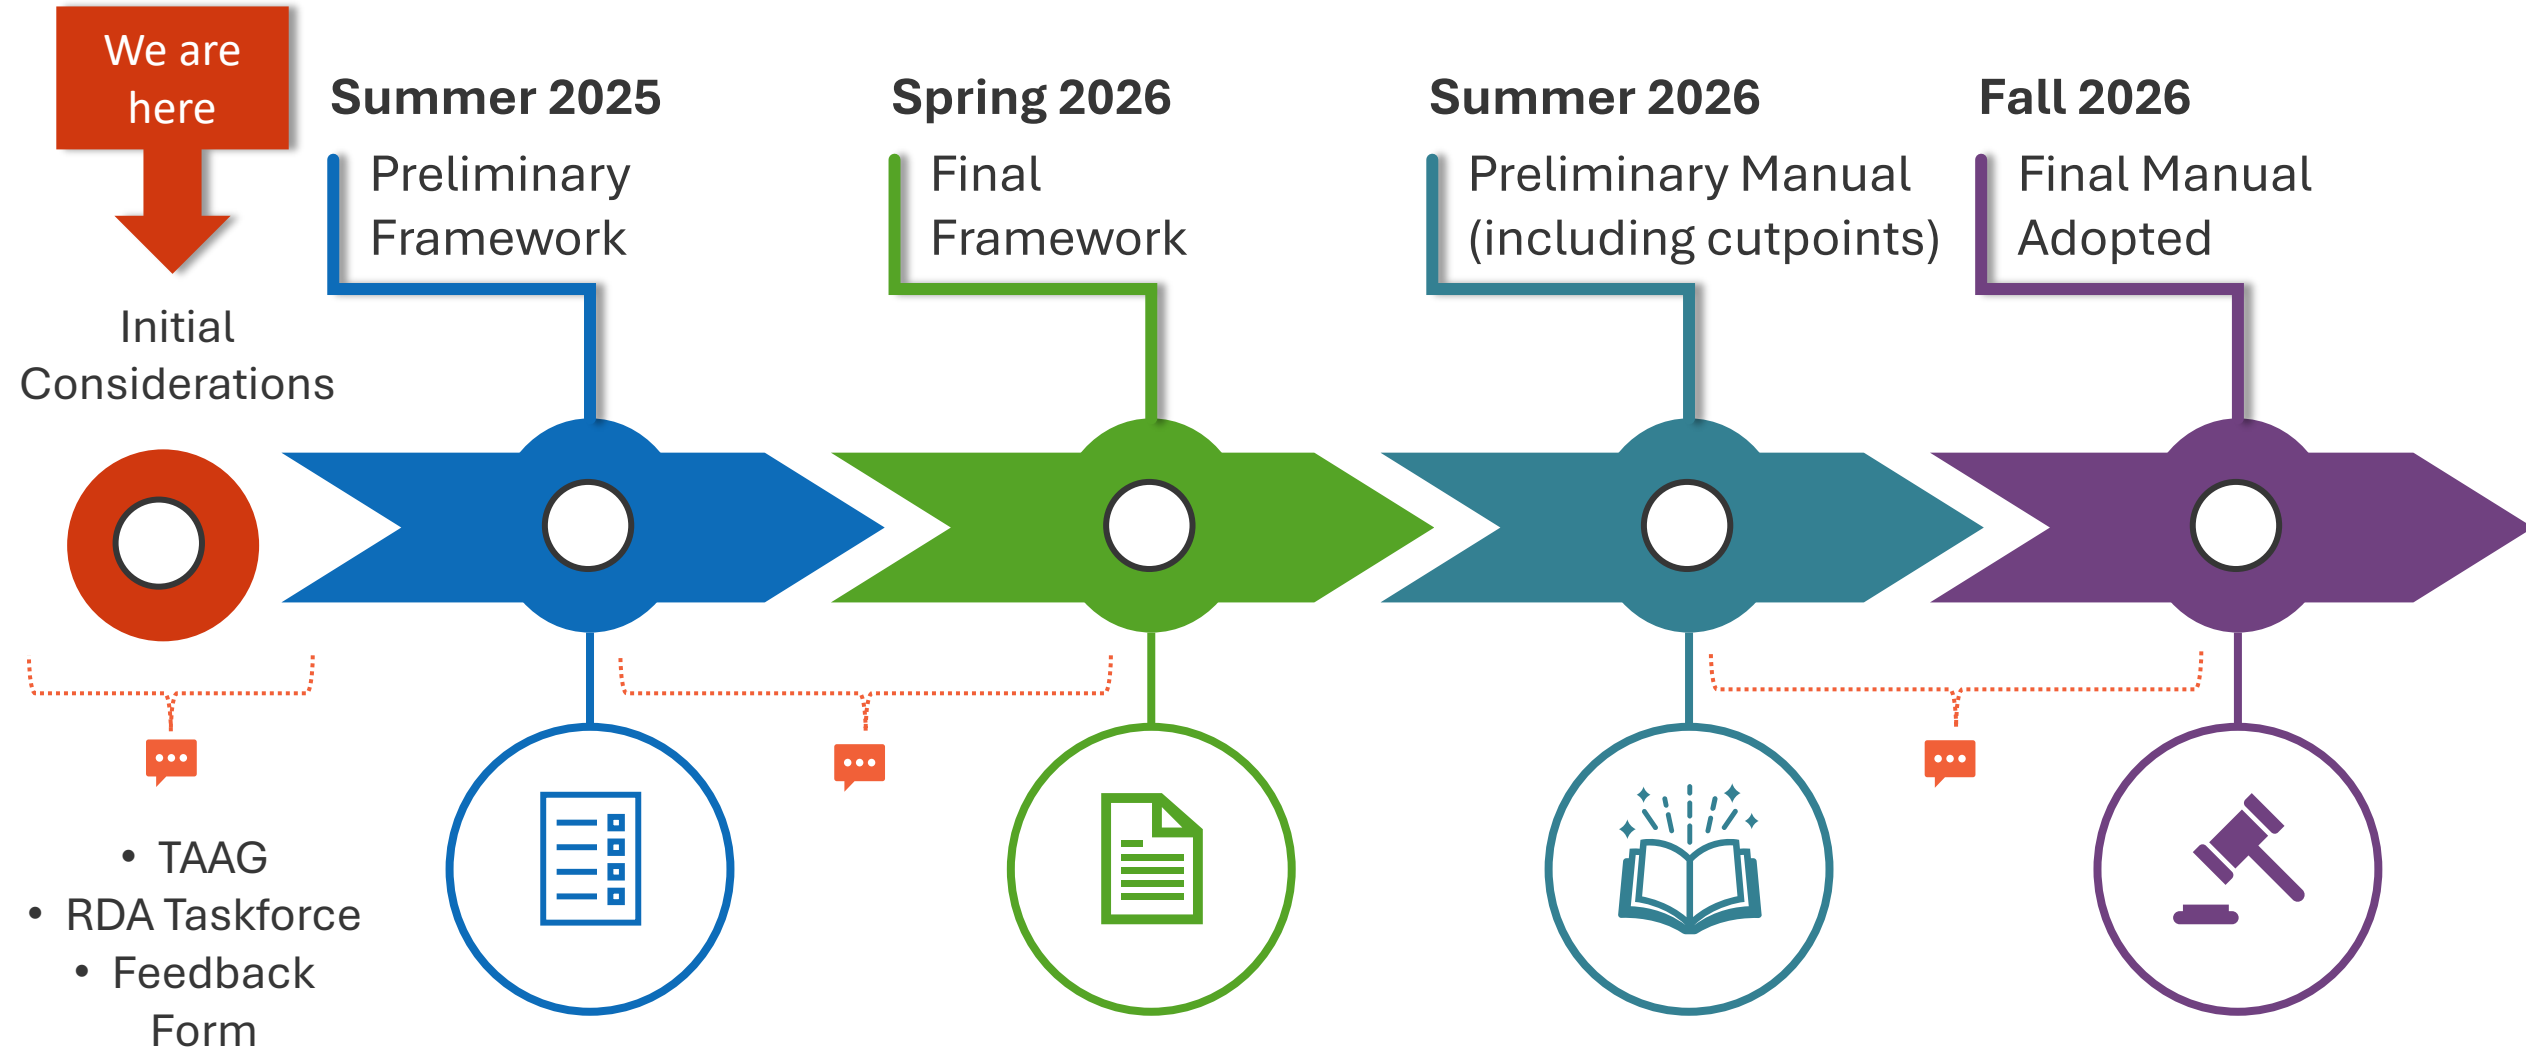 We are
here
Initial
Considerations
• TAAG
• RDA Taskforce
• Feedback
Form
Summer 2025
Preliminary
Framework
Spring 2026
Final
Framework
Summer 2026
Preliminary Manual
(including cutpoints)
Fall 2026
Final Manual
Adopted